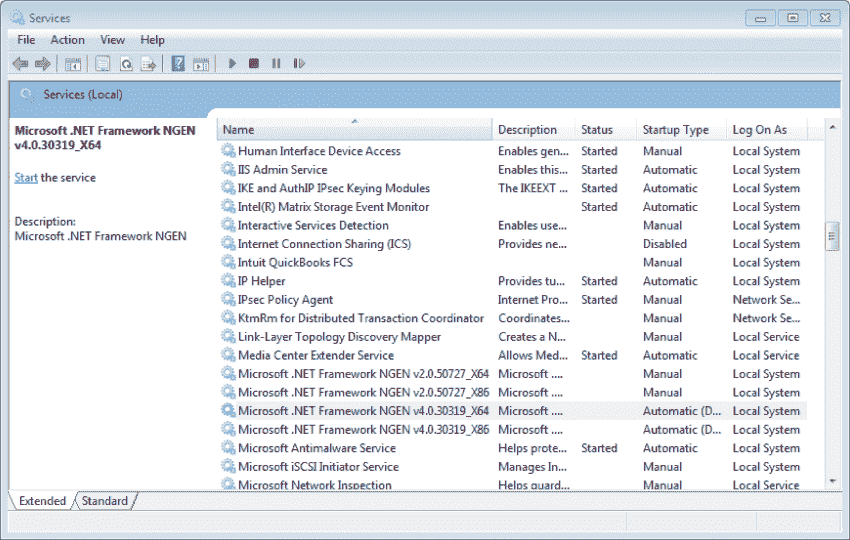 Services
File Action View Help
Services (Local)
Microsoft .NET Framework NGEN
v4.0.30319_X64
Start the service
Description:
Microsoft .NET Framework NGEN
Name Description Status Startup Type Log On As
Human Interface Device Access Enables gen... Started Manual Local System
IIS Admin Service Enables this... Started Automatic Local System
IKE and AuthIP IPsec Keying Modules The IKEEXT ... Started Automatic Local System
Intel(R) Matrix Storage Event Monitor Started Automatic Local System
Interactive Services Detection Enables use... Manual Local System
Internet Connection Sharing (ICS) Provides ne... Disabled Local System
Intuit QuickBooks FCS Manual Local System
IP Helper Provides tu... Started Automatic Local System
IPsec Policy Agent Internet Pro... Started Manual Network Se...
KtmRm for Distributed Transaction Coordinator Coordinates... Manual Network Se...
Link-Layer Topology Discovery Mapper Creates a N... Manual Local Service
Media Center Extender Service Allows Med... Started Automatic Local Service
Microsoft .NET Framework NGEN v2.0.50727_X64 Microsoft .... Manual Local System
Microsoft .NET Framework NGEN v2.0.50727_X86 Microsoft .... Manual Local System
Microsoft .NET Framework NGEN v4.0.30319_X64 Microsoft .... Automatic (D... Local System
Microsoft .NET Framework NGEN v4.0.30319_X86 Microsoft .... Automatic (D... Local System
Microsoft Antimalware Service Helps prote... Started Automatic Local System
Microsoft iSCSI Initiator Service Manages In... Manual Local System
Microsoft Network Inspection Helps guard... Manual Local Service
Extended Standard